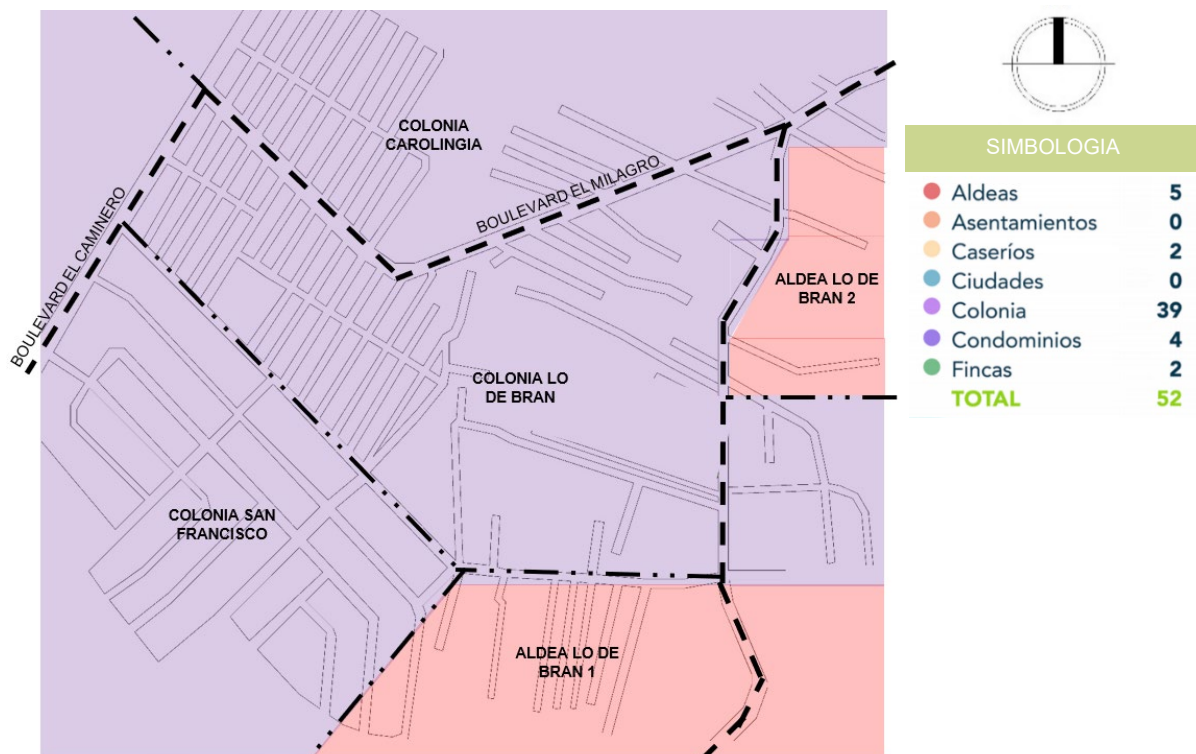 COLONIA
CAROLINGIA
BOULEVARD EL MILAGRO
BOULEVARD EL CAMINERO
ALDEA LO DE
BRAN 2
COLONIA LO
DE BRAN
COLONIA SAN
FRANCISCO
ALDEA LO DE
BRAN 1
SIMBOLOGIA
Aldeas 5
Asentamientos 0
Caseríos 2
Ciudades 0
Colonia 39
Condominios 4
Fincas 2
TOTAL 52